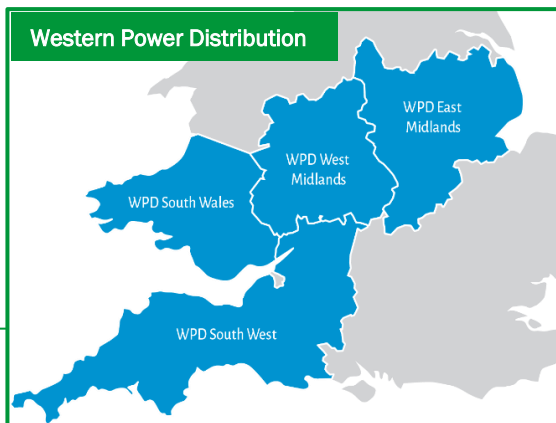 Western Power Distribution
WPD East
Midlands
WPD West
Midlands
WPD South Wales
WPD South West